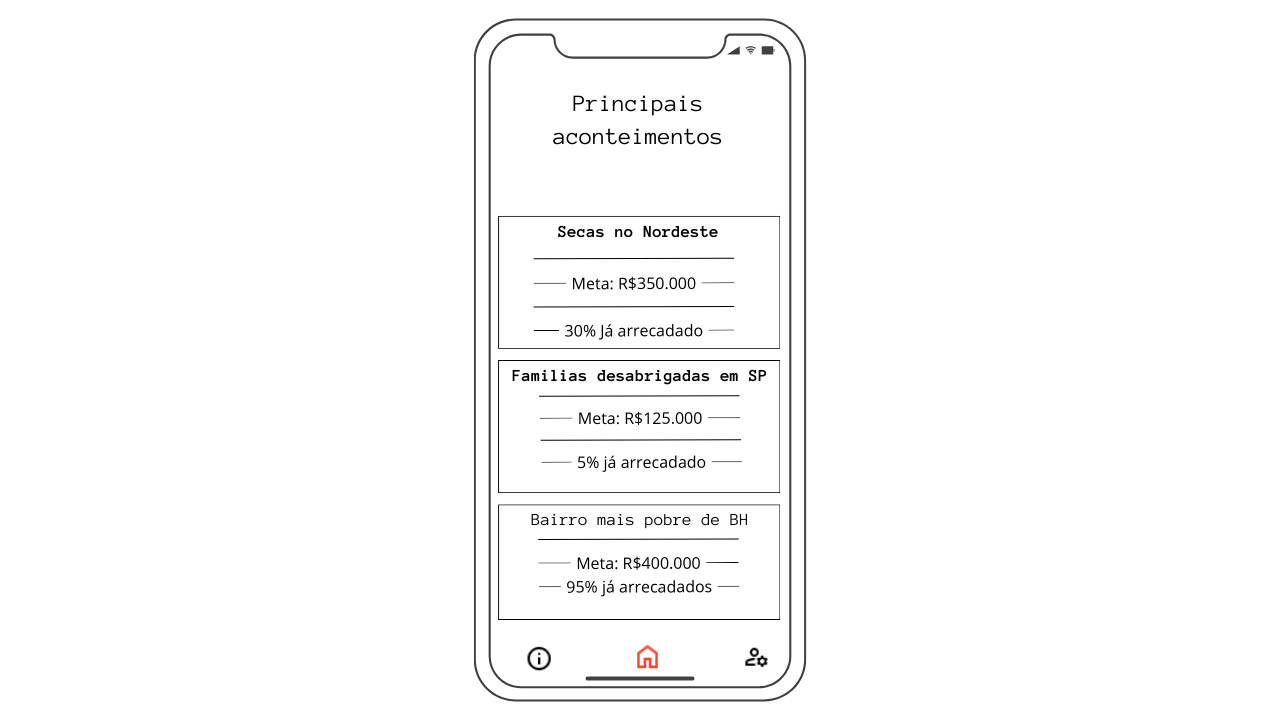 Principais
aconteimentos
Secas no Nordeste
Meta: R$350.000
30% Já arrecadado
Familias desabrigadas em SP
Meta: R$125.000
5% já arrecadado
Bairro mais pobre de BH
Meta: R$400.000
95% já arrecadados